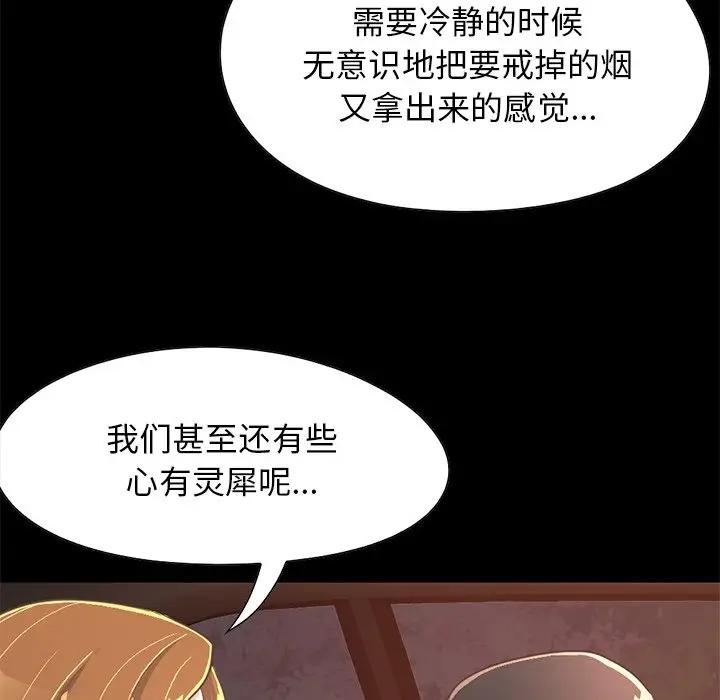 需要冷静的时候
无意识地把要戒掉的烟
又拿出来的感觉...
我们甚至还有些
心有灵犀呢...